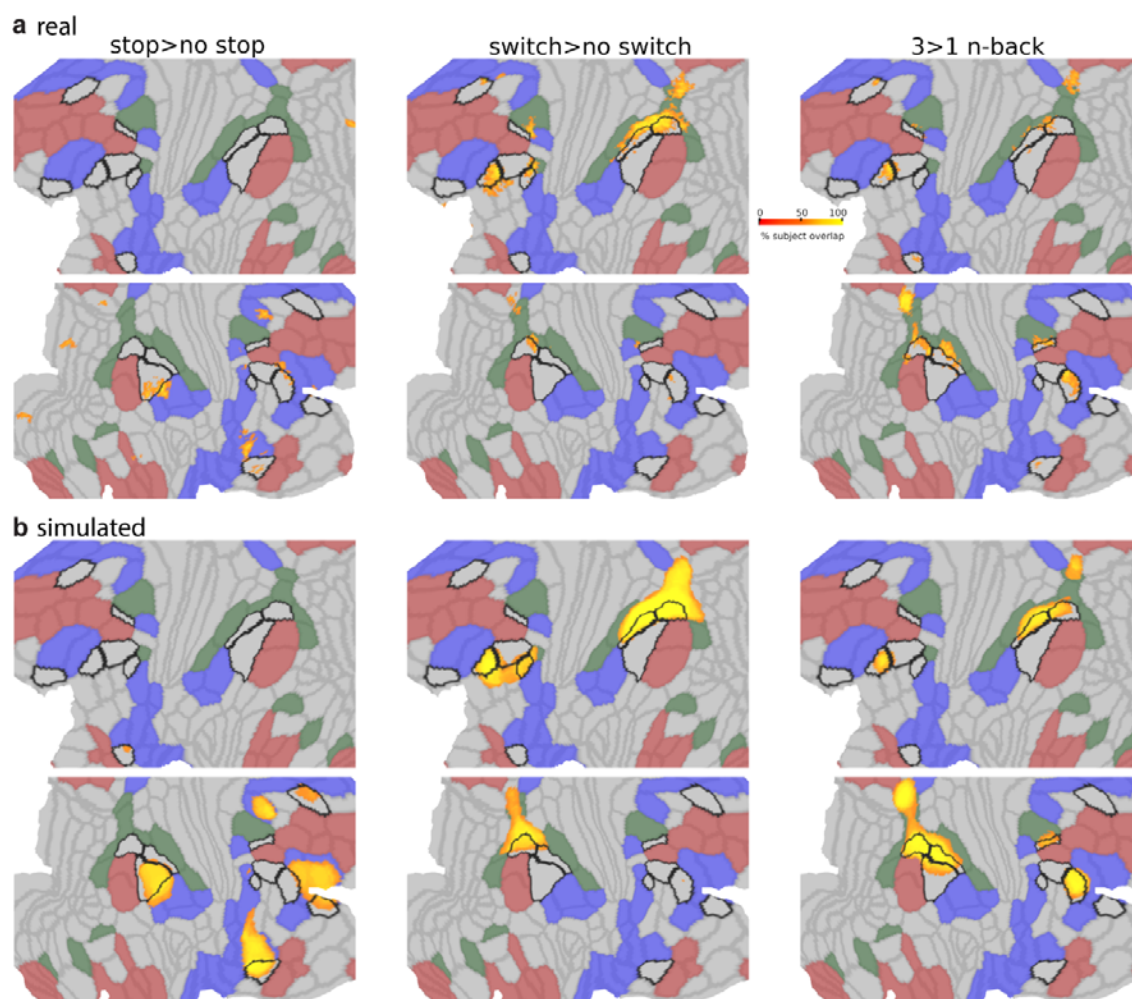 a real
stop>no stop
switch>no switch
3>1 n-back
0 50 100
% subject overlap
b simulated